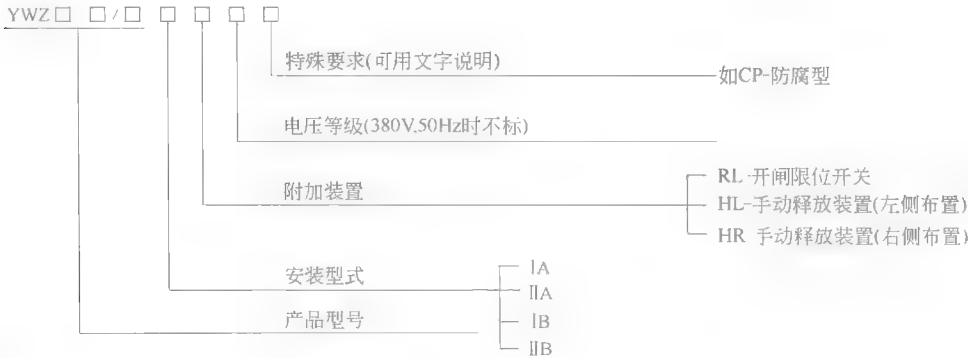 YWZ□ □/□ □ □ □ □
特殊要求(可用文字说明)
如CP-防腐型
电压等级(380V.50Hz时不标)
附加装置
RL-开闸限位开关
HL-手动释放装置(左侧布置)
HR 手动释放装置(右侧布置)
安装型式
ⅠA
ⅡA
ⅠB
ⅡB
产品型号